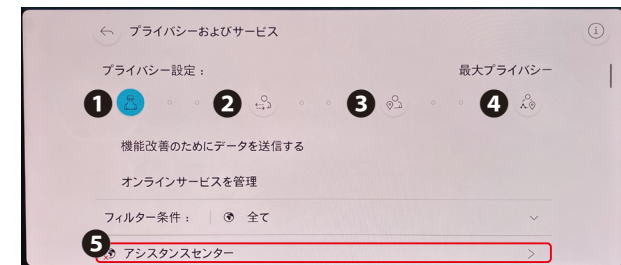 プライバシーおよびサービス
プライバシー設定： 最大プライバシー
1 2 3 4
機能改善のためにデータを送信する
オンラインサービスを管理
フィルター条件： 全て
5 アシスタンスセンター